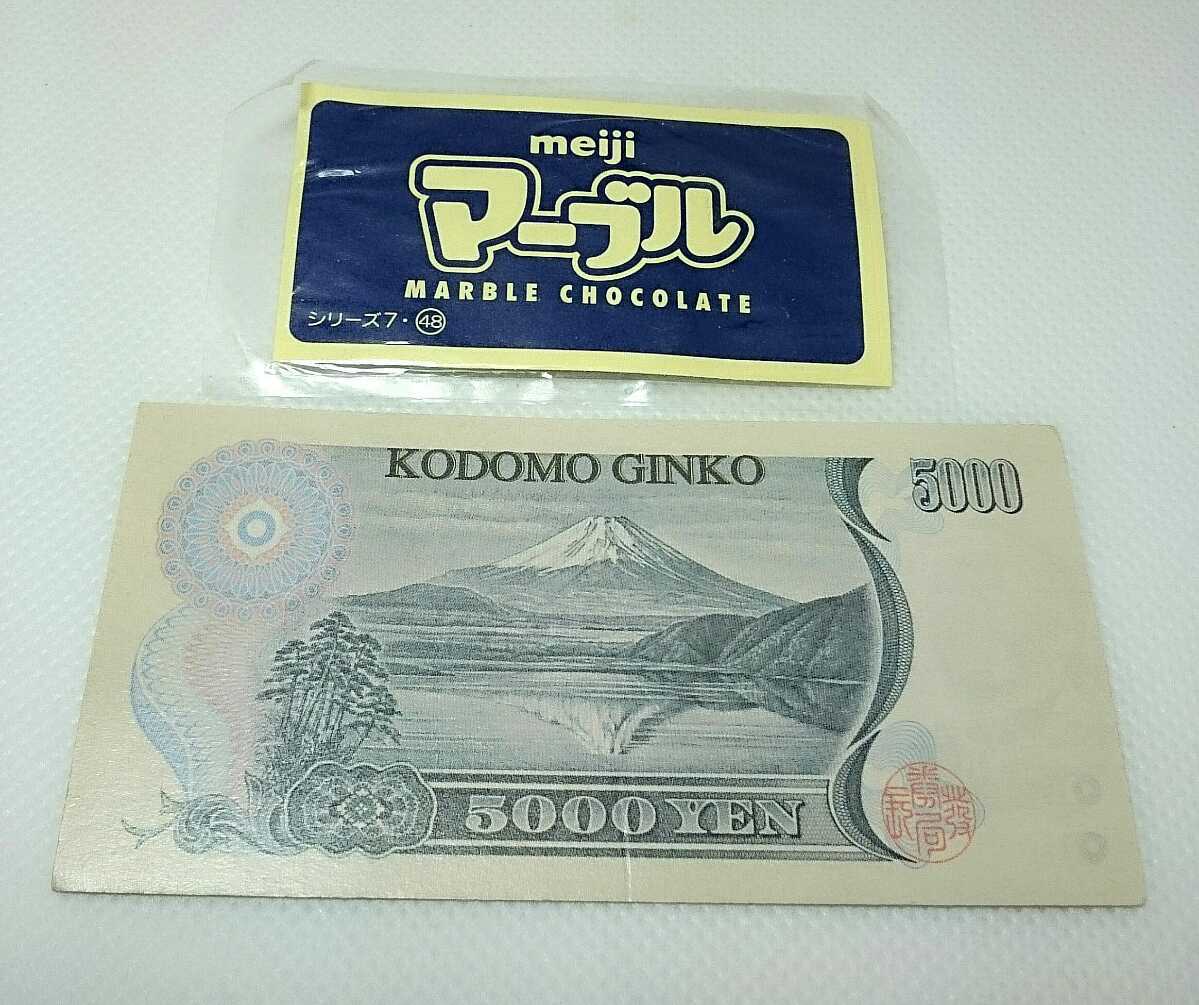 meiji
マーブル
MARBLE CHOCOLATE
シリーズ7・㊽
KODOMO GINKO
5000
5000 YEN